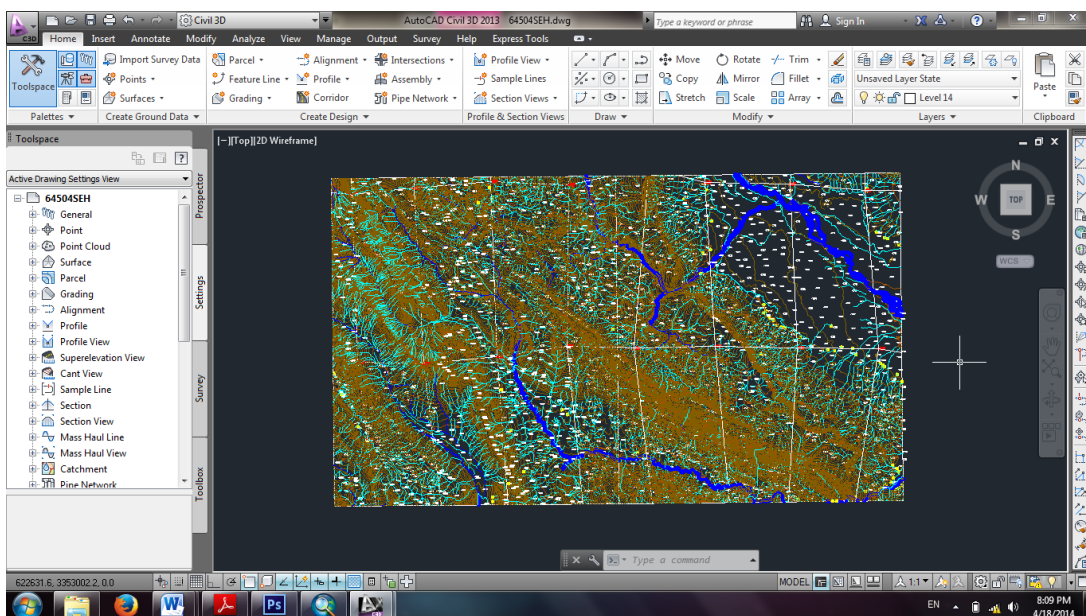 Civil 3D
AutoCAD Civil 3D 2013 64504SEH.dwg
Type a keyword or phrase
Sign In
C3D
Home Insert Annotate Modify Analyze View Manage Output Survey Help Express Tools
Toolspace
Import Survey Data
Points
Surfaces
Parcel
Feature Line
Grading
Alignment
Profile
Corridor
Intersections
Assembly
Pipe Network
Profile View
Sample Lines
Section Views
Move
Copy
Stretch
Rotate
Mirror
Scale
Trim
Fillet
Array
Unsaved Layer State
Level 14
Paste
Palettes
Create Ground Data
Create Design
Profile & Section Views
Draw
Modify
Layers
Clipboard
Toolspace
Active Drawing Settings View
64504SEH
General
Point
Point Cloud
Surface
Parcel
Grading
Alignment
Profile
Profile View
Superelevation View
Cant View
Sample Line
Section
Section View
Mass Haul Line
Mass Haul View
Catchment
Pipe Network
Prospector
Settings
Survey
Toolbox
[−][Top][2D Wireframe]
N
W
TOP
E
S
WCS
Type a command
622631.6, 3353002.2, 0.0
MODEL
1:1
W
Ps
C3D
EN
8:09 PM
4/18/2014